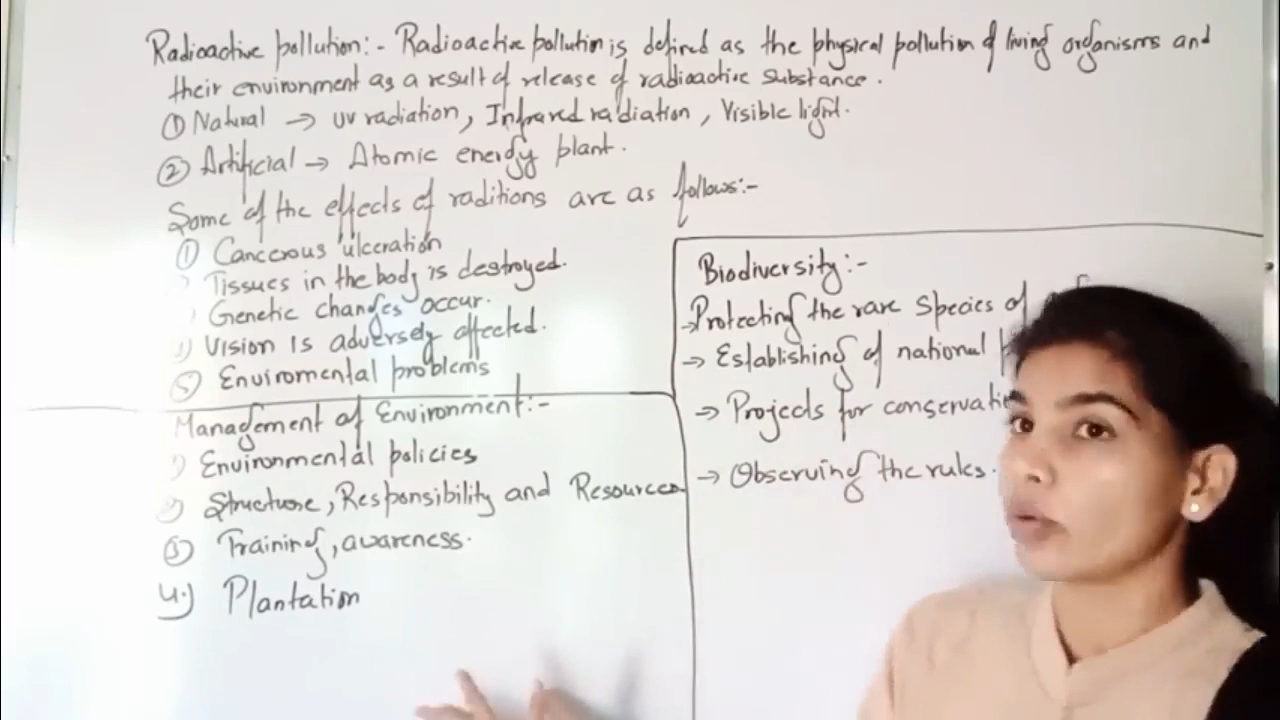 Radioactive pollution:- Radioactive pollution is defined as the physical pollution of living organisms and
their environment as a result of release of radioactive substance.
① Natural → UV radiation, Infrared radiation, Visible light.
② Artificial → Atomic energy plant.
Some of the effects of raditions are as follows:-
① Cancerous ulceration
Tissues in the body is destroyed.
Genetic changes occur.
Vision is adversely affected.
⑤ Enviromental problems
Management of Environment:-
Environmental policies
Structure, Responsibility and Resources
③ Training, awareness.
4.) Plantation
Biodiversity:-
→ Protecting the rare Species of
→ Establishing of national
→ Projects for conservati
→ Observing the rules.